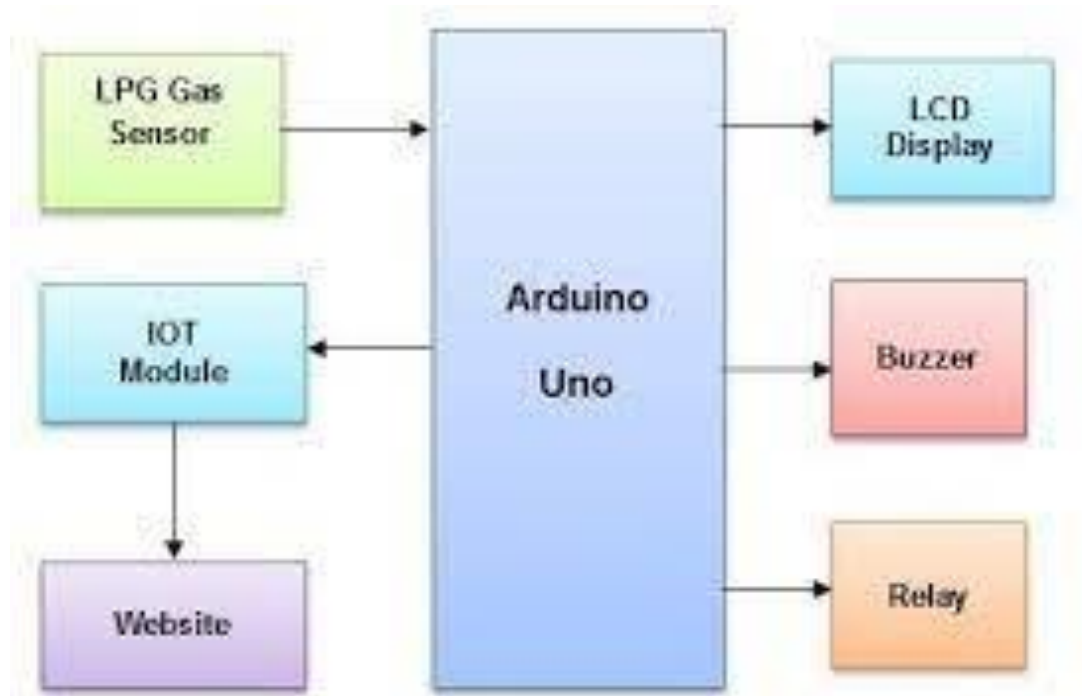 LPG Gas
Sensor
IOT
Module
Website
Arduino
Uno
LCD
Display
Buzzer
Relay